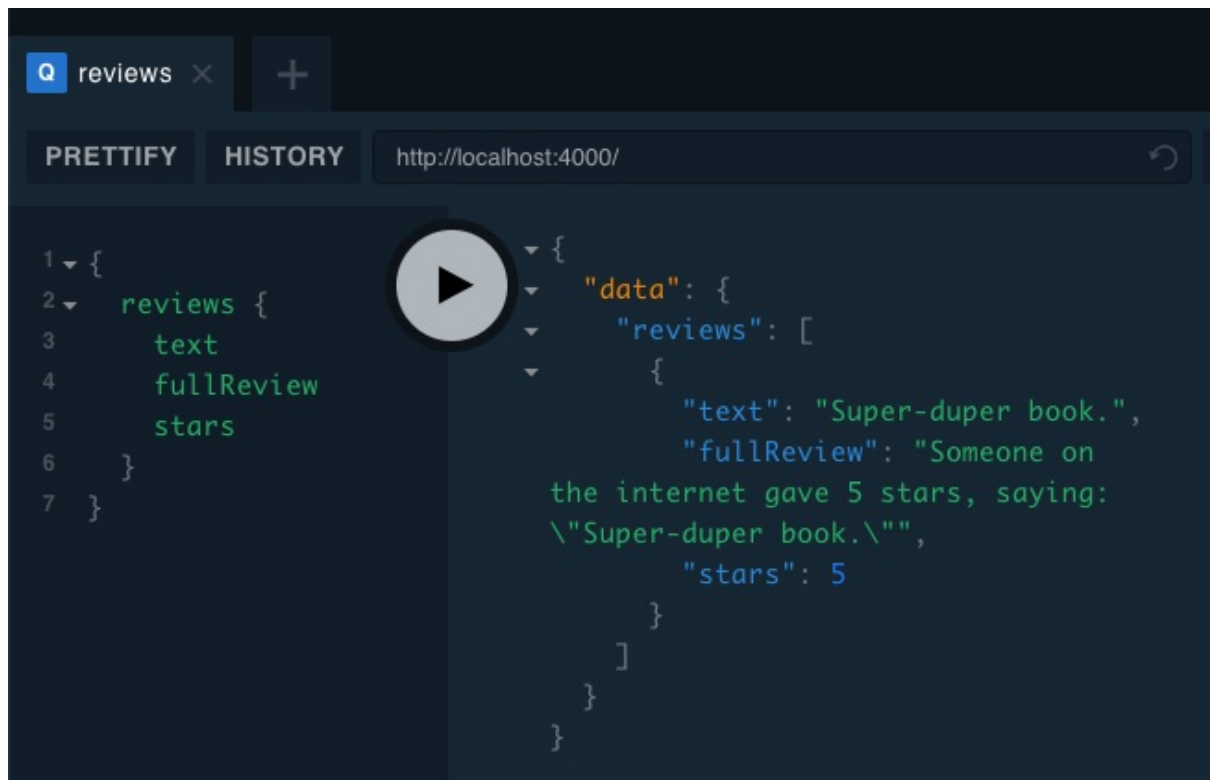 Q reviews ×
+
PRETTIFY HISTORY http://localhost:4000/
1 {
2 reviews {
3 text
4 fullReview
5 stars
6 }
7 }
{
"data": {
"reviews": [
{
"text": "Super-duper book.",
"fullReview": "Someone on
the internet gave 5 stars, saying:
\"Super-duper book.\"",
"stars": 5
}
]
}
}